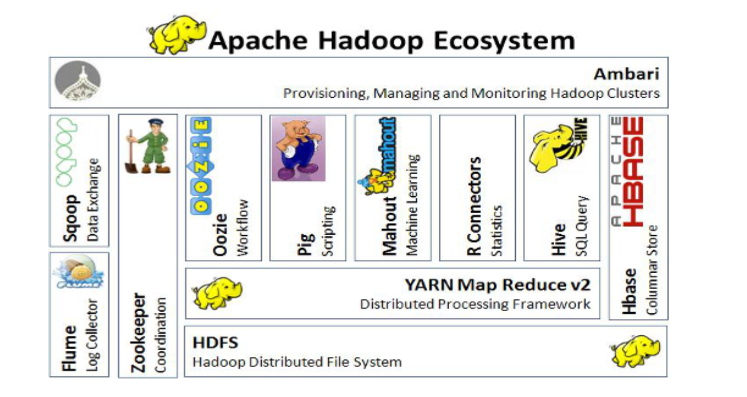 Apache Hadoop Ecosystem
Ambari
Provisioning, Managing and Monitoring Hadoop Clusters
sqoop
Sqoop
Data Exchange
Zookeeper
Coordination
OOZIE
Oozie
Workflow
Pig
Scripting
mahout
Mahout
Machine Learning
R Connectors
Statistics
HIVE
Hive
SQL Query
APACHE
HBASE
Hbase
Columnar Store
Flume
Log Collector
YARN Map Reduce v2
Distributed Processing Framework
HDFS
Hadoop Distributed File System